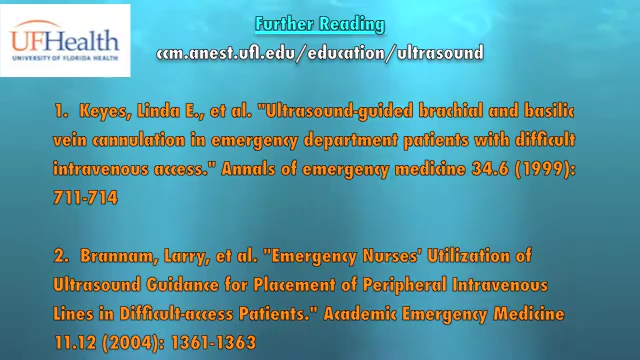 UFHealth
UNIVERSITY OF FLORIDA HEALTH
Further Reading
ccm.anest.ufl.edu/education/ultrasound
1. Keyes, Linda E., et al. "Ultrasound-guided brachial and basilic
vein cannulation in emergency department patients with difficult
intravenous access." Annals of emergency medicine 34.6 (1999):
711-714
2. Brannam, Larry, et al. "Emergency Nurses' Utilization of
Ultrasound Guidance for Placement of Peripheral Intravenous
Lines in Difficult-access Patients." Academic Emergency Medicine
11.12 (2004): 1361-1363